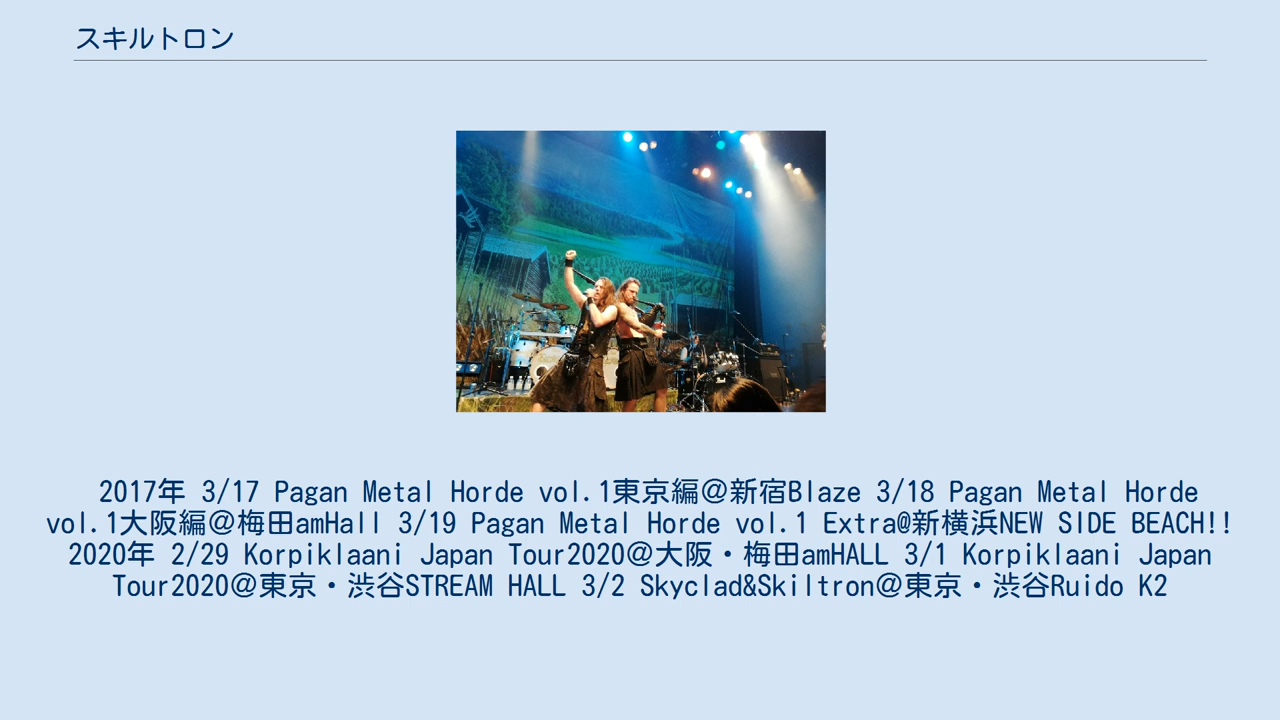 スキルトロン
2017年 3/17 Pagan Metal Horde vol.1東京編＠新宿Blaze 3/18 Pagan Metal Horde
vol.1大阪編＠梅田amHall 3/19 Pagan Metal Horde vol.1 Extra@新横浜NEW SIDE BEACH!!
2020年 2/29 Korpiklaani Japan Tour2020＠大阪・梅田amHALL 3/1 Korpiklaani Japan
Tour2020＠東京・渋谷STREAM HALL 3/2 Skyclad&Skiltron＠東京・渋谷Ruido K2